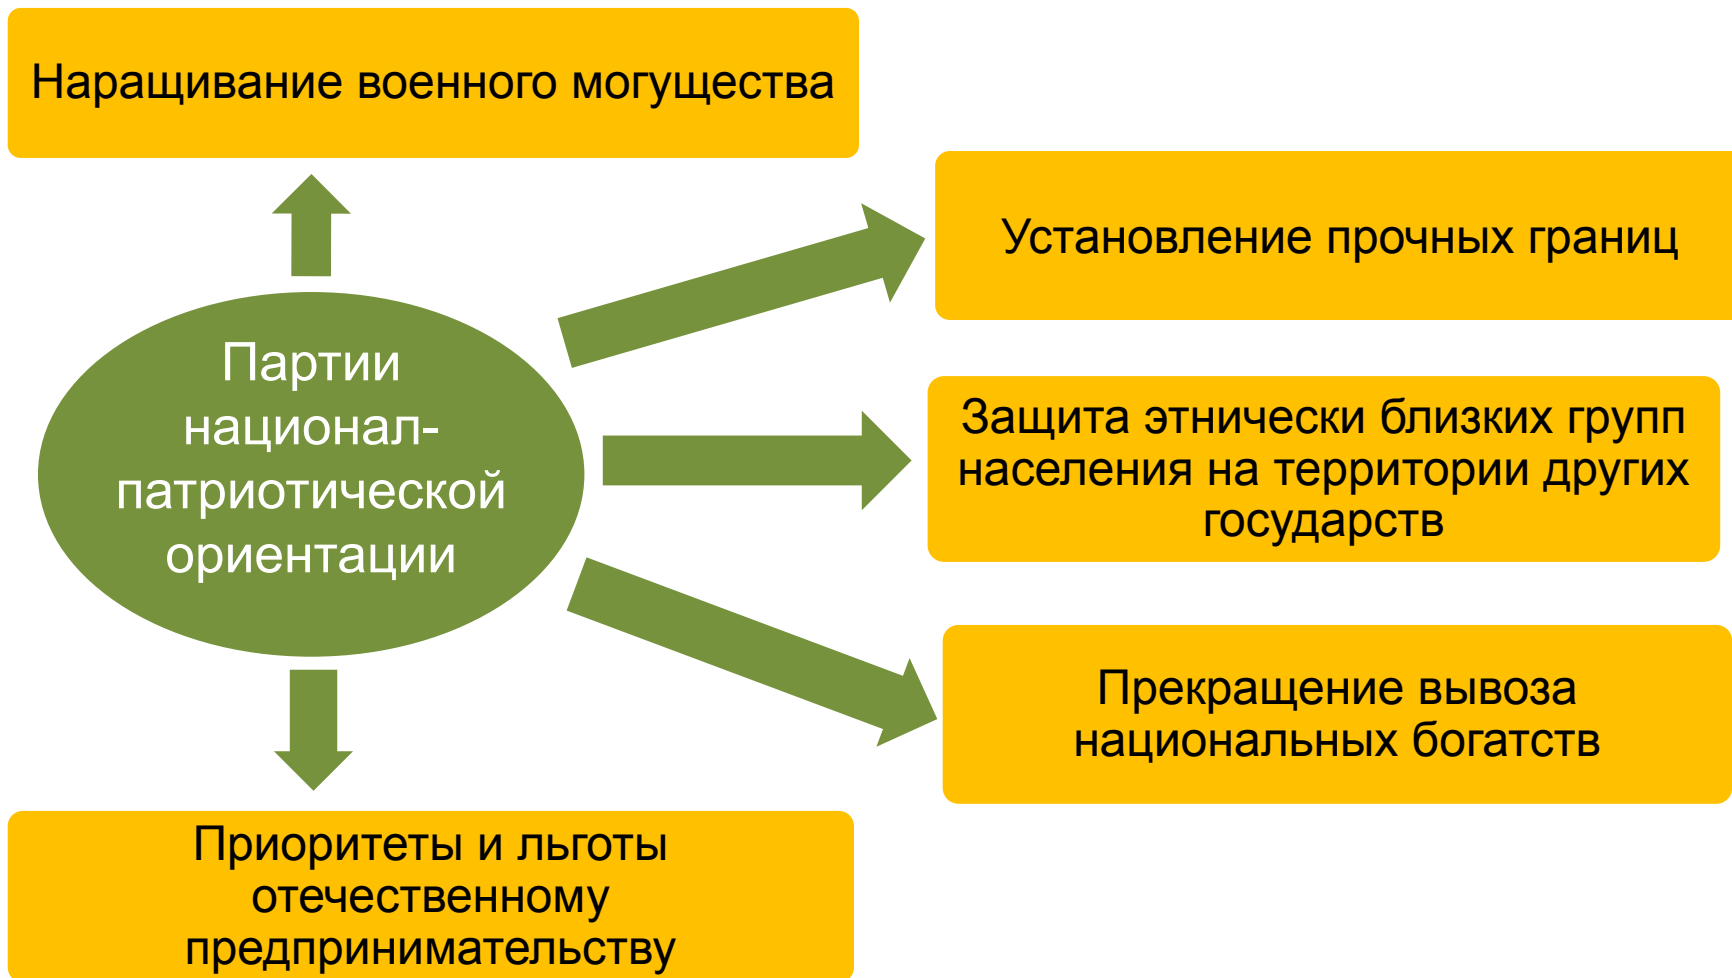 Наращивание военного могущества
Установление прочных границ
Партии
национал-
патриотической
ориентации
Защита этнически близких групп
населения на территории других
государств
Прекращение вывоза
национальных богатств
Приоритеты и льготы
отечественному
предпринимательству